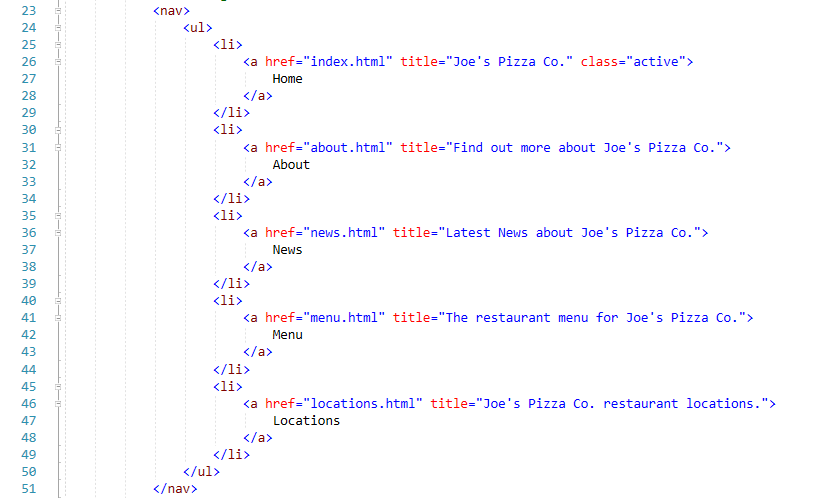 23 <nav>
24 <ul>
25 <li>
26 <a href="index.html" title="Joe's Pizza Co." class="active">
27 Home
28 </a>
29 </li>
30 <li>
31 <a href="about.html" title="Find out more about Joe's Pizza Co.">
32 About
33 </a>
34 </li>
35 <li>
36 <a href="news.html" title="Latest News about Joe's Pizza Co.">
37 News
38 </a>
39 </li>
40 <li>
41 <a href="menu.html" title="The restaurant menu for Joe's Pizza Co.">
42 Menu
43 </a>
44 </li>
45 <li>
46 <a href="locations.html" title="Joe's Pizza Co. restaurant locations.">
47 Locations
48 </a>
49 </li>
50 </ul>
51 </nav>